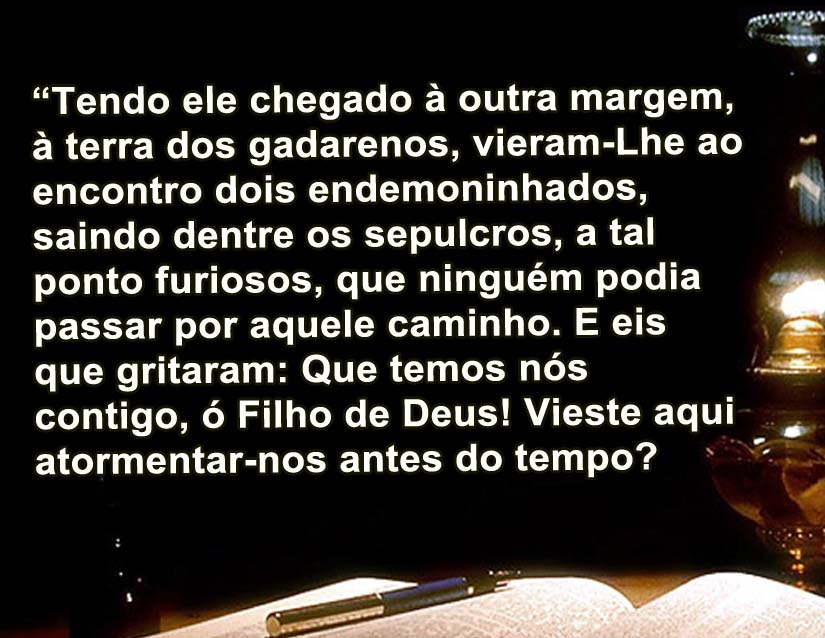 “Tendo ele chegado à outra margem,
à terra dos gadarenos, vieram-Lhe ao
encontro dois endemoninhados,
saindo dentre os sepulcros, a tal
ponto furiosos, que ninguém podia
passar por aquele caminho. E eis
que gritaram: Que temos nós
contigo, ó Filho de Deus! Vieste aqui
atormentar-nos antes do tempo?